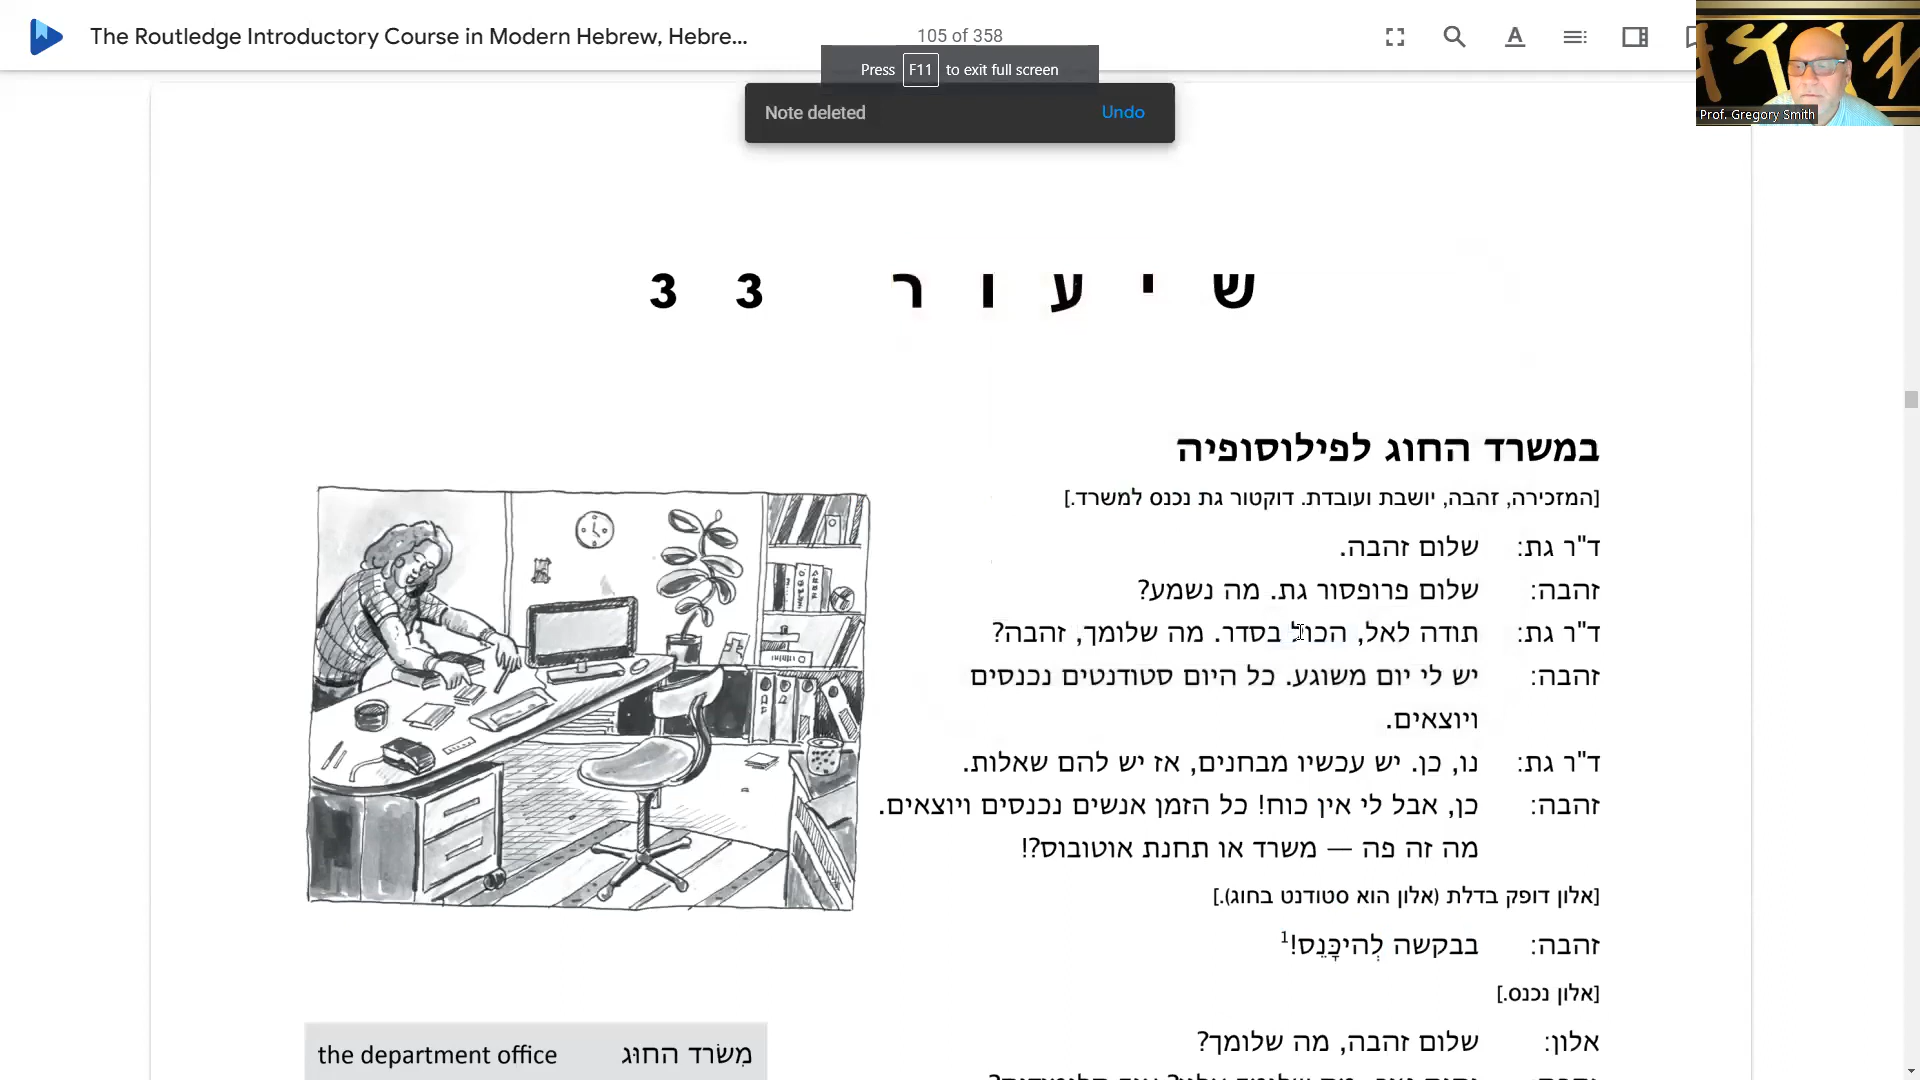 The Routledge Introductory Course in Modern Hebrew, Hebre...
105 of 358
Press F11 to exit full screen
Note deleted Undo
Prof. Gregory Smith
שיעור 33
במשרד החוג לפילוסופיה
[המזכירה, זהבה, יושבת ועובדת. דוקטור גת נכנס למשרד.]
ד"ר גת: שלום זהבה.
זהבה: שלום פרופסור גת. מה נשמע?
ד"ר גת: תודה לאל, הכול בסדר. מה שלומך, זהבה?
זהבה: יש לי יום משוגע. כל היום סטודנטים נכנסים
ויוצאים.
ד"ר גת: נו, כן. יש עכשיו מבחנים, אז יש להם שאלות.
זהבה: כן, אבל לי אין כוח! כל הזמן אנשים נכנסים ויוצאים.
מה זה פה — משרד או תחנת אוטובוס?!
[אלון דופק בדלת (אלון הוא סטודנט בחוג).]
זהבה: בבקשה לְהיכָּנֵס!1
[אלון נכנס.]
אלון: שלום זהבה, מה שלומך?
the department office מִשׂרד החוּג